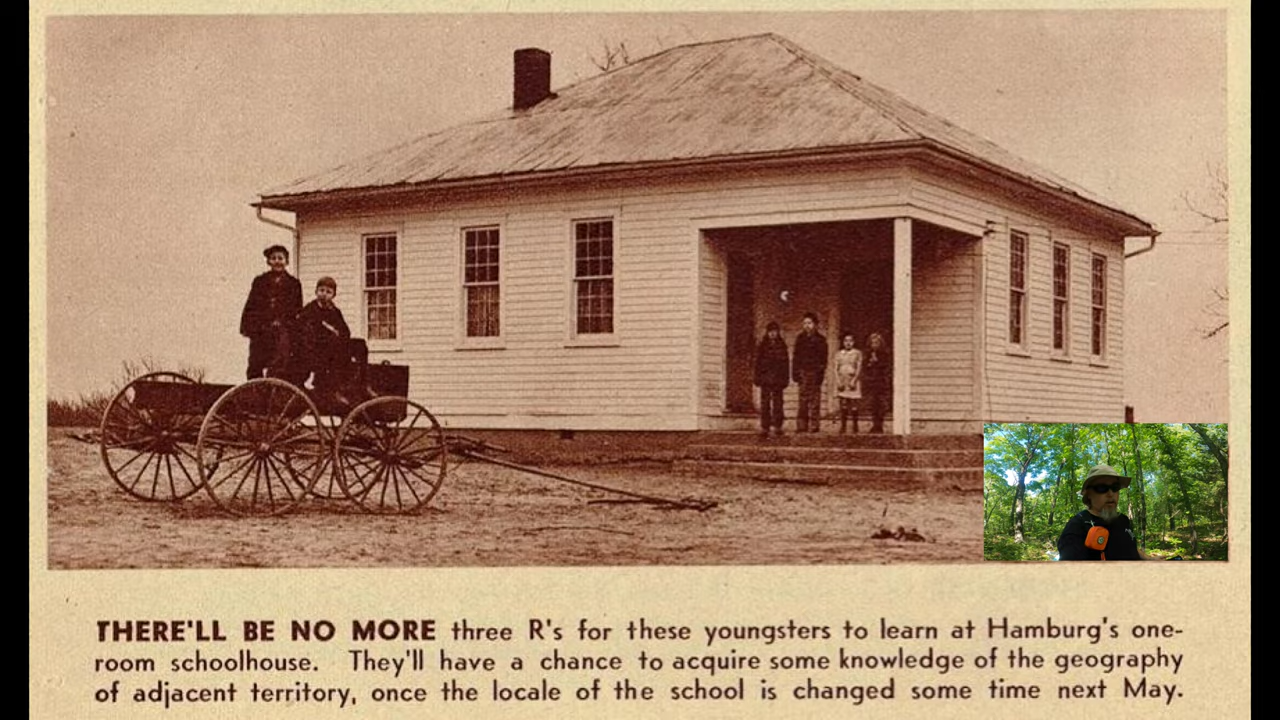 THERE'LL BE NO MORE three R's for these youngsters to learn at Hamburg's one-
room schoolhouse. They'll have a chance to acquire some knowledge of the geography
of adjacent territory, once the locale of the school is changed some time next May.